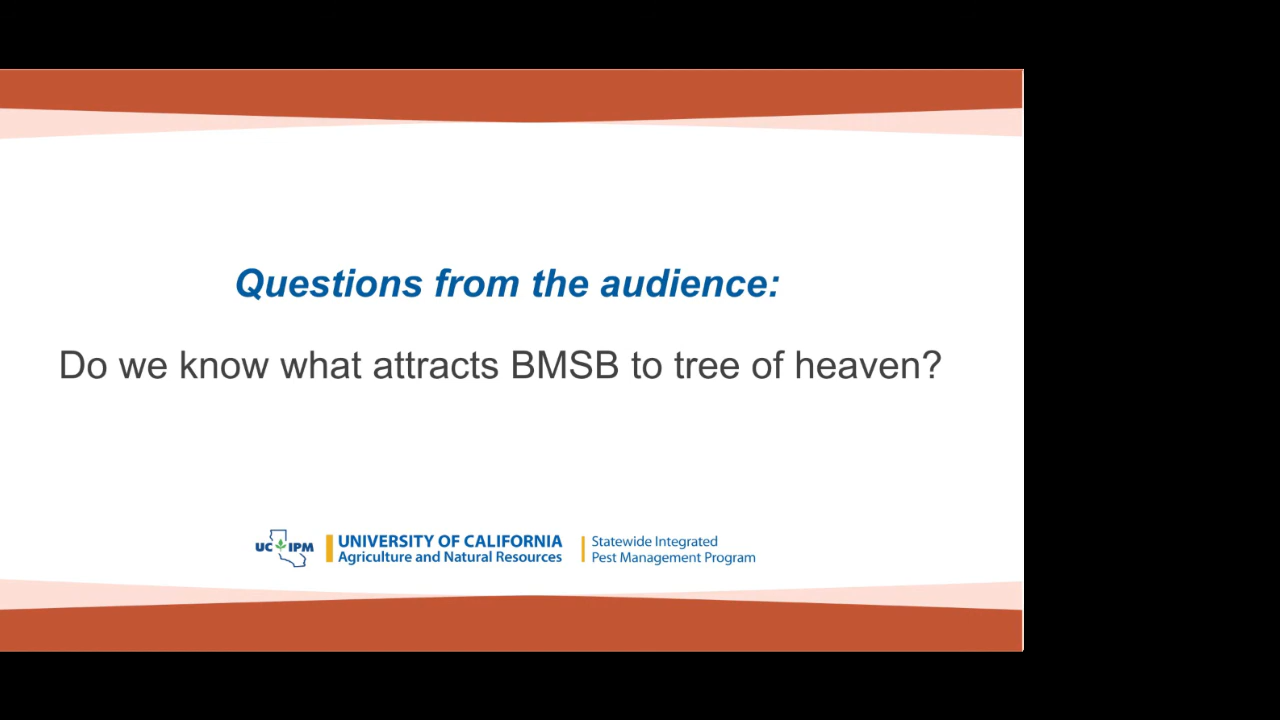 Questions from the audience:
Do we know what attracts BMSB to tree of heaven?
UC IPM
UNIVERSITY OF CALIFORNIA
Agriculture and Natural Resources
Statewide Integrated
Pest Management Program